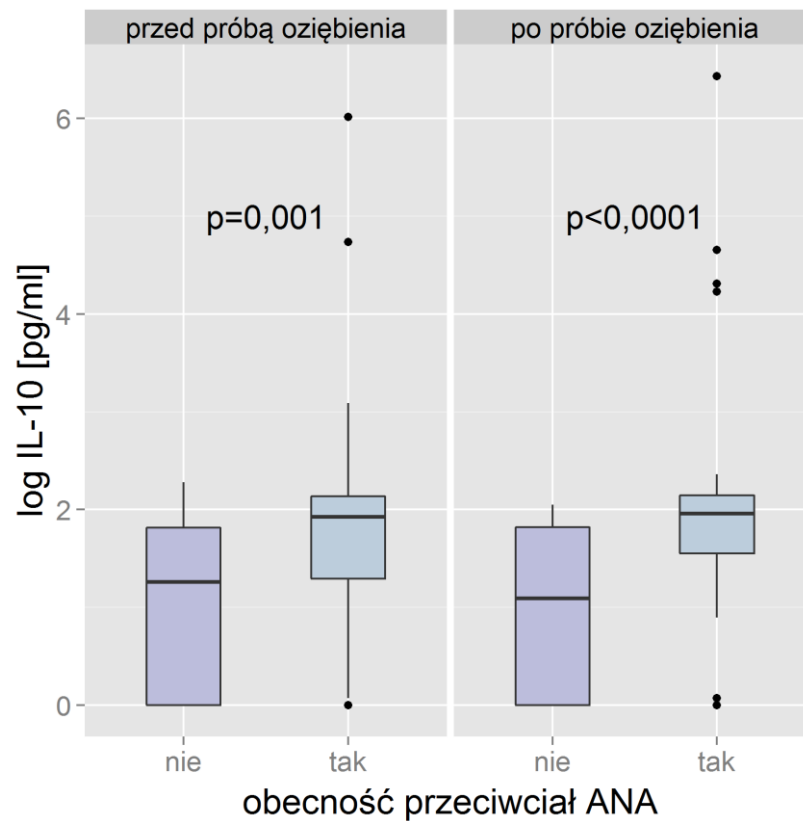 przed próbą oziębienia
po próbie oziębienia
6
4
2
0
log IL-10 [pg/ml]
p=0,001
p<0,0001
nie
tak
nie
tak
obecność przeciwciał ANA